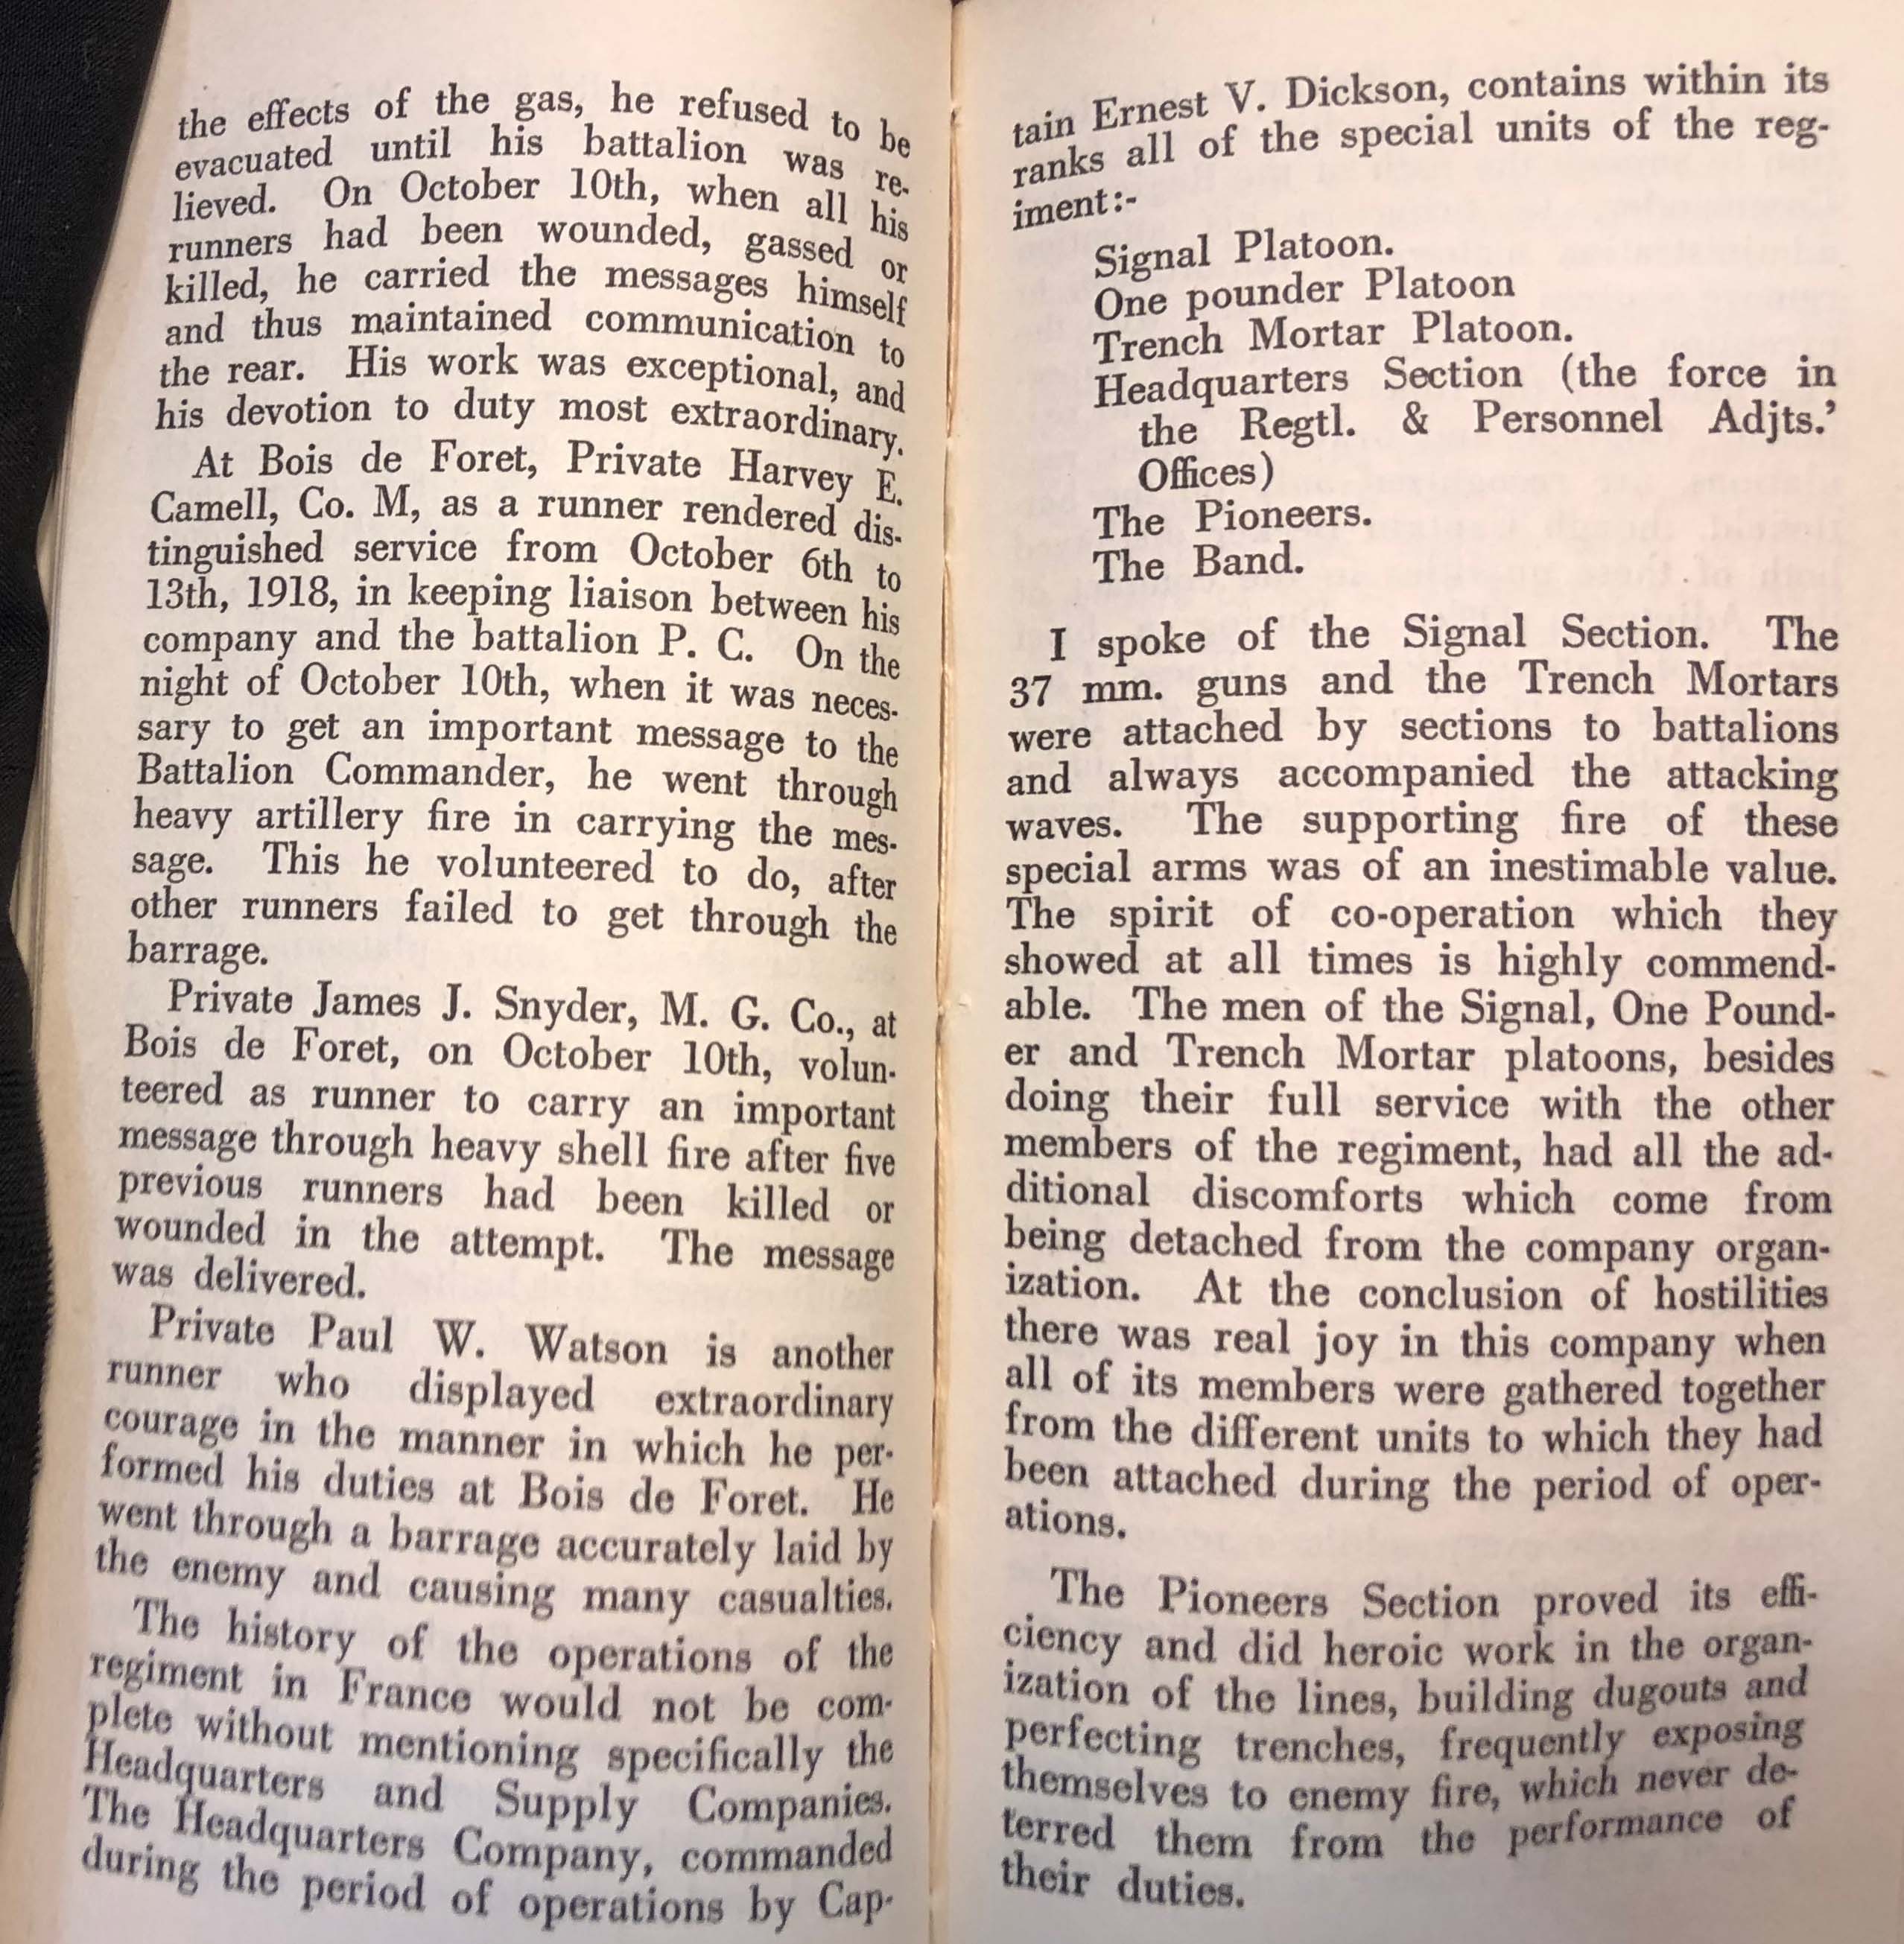 the effects of the gas, he refused to be
evacuated until his battalion was re-
lieved. On October 10th, when all his
runners had been wounded, gassed or
killed, he carried the messages himself
and thus maintained communication to
the rear. His work was exceptional, and
his devotion to duty most extraordinary.
At Bois de Foret, Private Harvey E.
Camell, Co. M, as a runner rendered dis-
tinguished service from October 6th to
13th, 1918, in keeping liaison between his
company and the battalion P. C. On the
night of October 10th, when it was neces-
sary to get an important message to the
Battalion Commander, he went through
heavy artillery fire in carrying the mes-
sage. This he volunteered to do, after
other runners failed to get through the
barrage.
Private James J. Snyder, M. G. Co., at
Bois de Foret, on October 10th, volun-
teered as runner to carry an important
message through heavy shell fire after five
previous runners had been killed or
wounded in the attempt. The message
was delivered.
Private Paul W. Watson is another
runner who displayed extraordinary
courage in the manner in which he per-
formed his duties at Bois de Foret. He
went through a barrage accurately laid by
the enemy and causing many casualties.
The history of the operations of the
regiment in France would not be com-
plete without mentioning specifically the
Headquarters and Supply Companies.
The Headquarters Company, commanded
during the period of operations by Cap-
tain Ernest V. Dickson, contains within its
ranks all of the special units of the reg-
iment:-
Signal Platoon.
One pounder Platoon
Trench Mortar Platoon.
Headquarters Section (the force in
the Regtl. & Personnel Adjts.'
Offices)
The Pioneers.
The Band.
I spoke of the Signal Section. The
37 mm. guns and the Trench Mortars
were attached by sections to battalions
and always accompanied the attacking
waves. The supporting fire of these
special arms was of an inestimable value.
The spirit of co-operation which they
showed at all times is highly commend-
able. The men of the Signal, One Pound-
er and Trench Mortar platoons, besides
doing their full service with the other
members of the regiment, had all the ad-
ditional discomforts which come from
being detached from the company organ-
ization. At the conclusion of hostilities
there was real joy in this company when
all of its members were gathered together
from the different units to which they had
been attached during the period of oper-
ations.
The Pioneers Section proved its effi-
ciency and did heroic work in the organ-
ization of the lines, building dugouts and
perfecting trenches, frequently exposing
themselves to enemy fire, which never de-
terred them from the performance of
their duties.